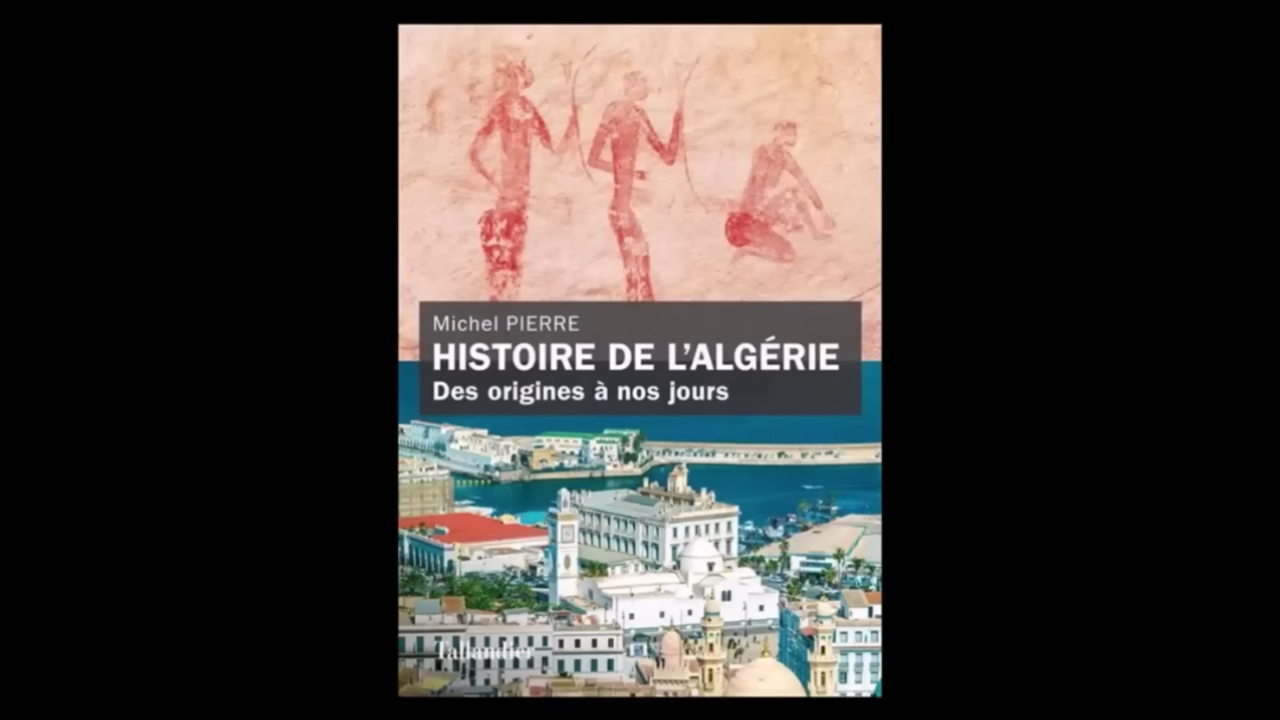 Michel PIERRE
HISTOIRE DE L’ALGÉRIE
Des origines à nos jours
Tallandier